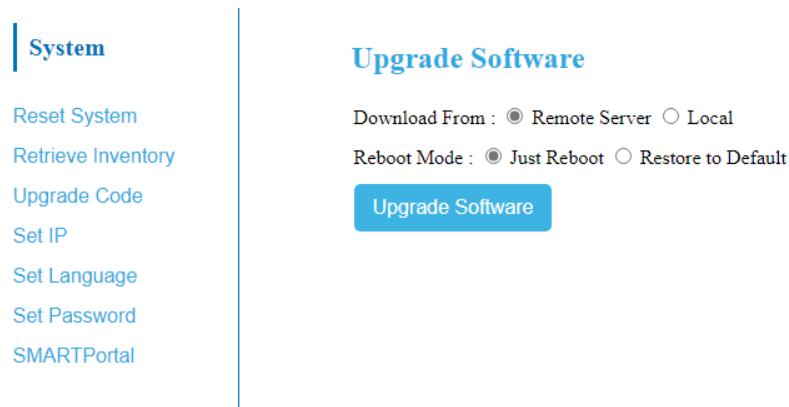 System
Reset System
Retrieve Inventory
Upgrade Code
Set IP
Set Language
Set Password
SMARTPortal
Upgrade Software
Download From : Remote Server Local
Reboot Mode : Just Reboot Restore to Default
Upgrade Software